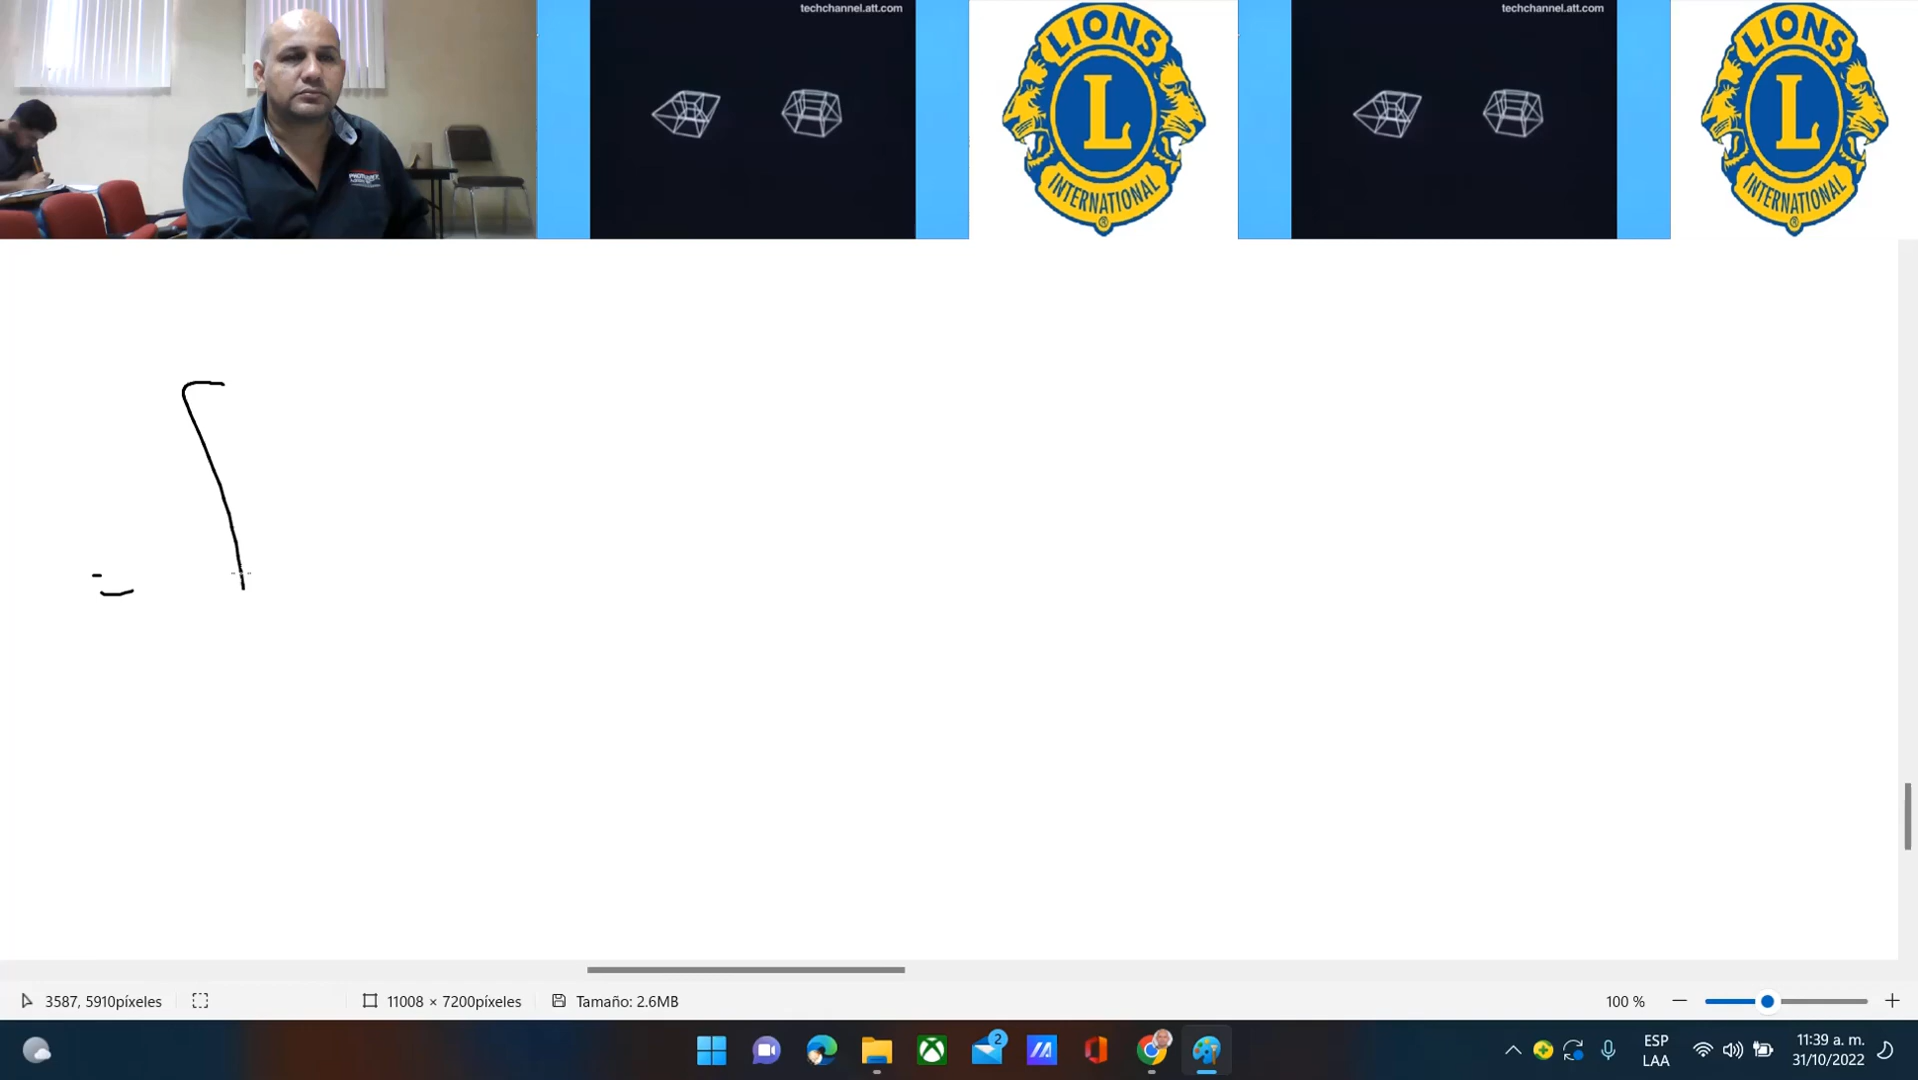 techchannel.att.com
techchannel.att.com
LIONS
L
INTERNATIONAL
®
LIONS
L
INTERNATIONAL
®
3587, 5910píxeles
11008 × 7200píxeles
Tamaño: 2.6MB
100 %
2
ESP
LAA
11:39 a. m.
31/10/2022